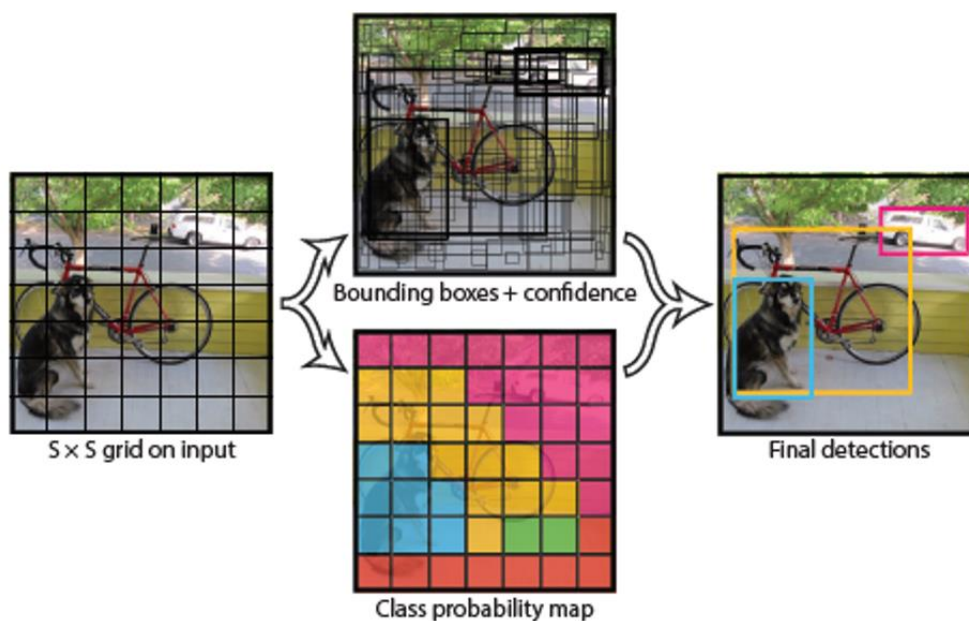 S × S grid on input
Bounding boxes + confidence
Class probability map
Final detections